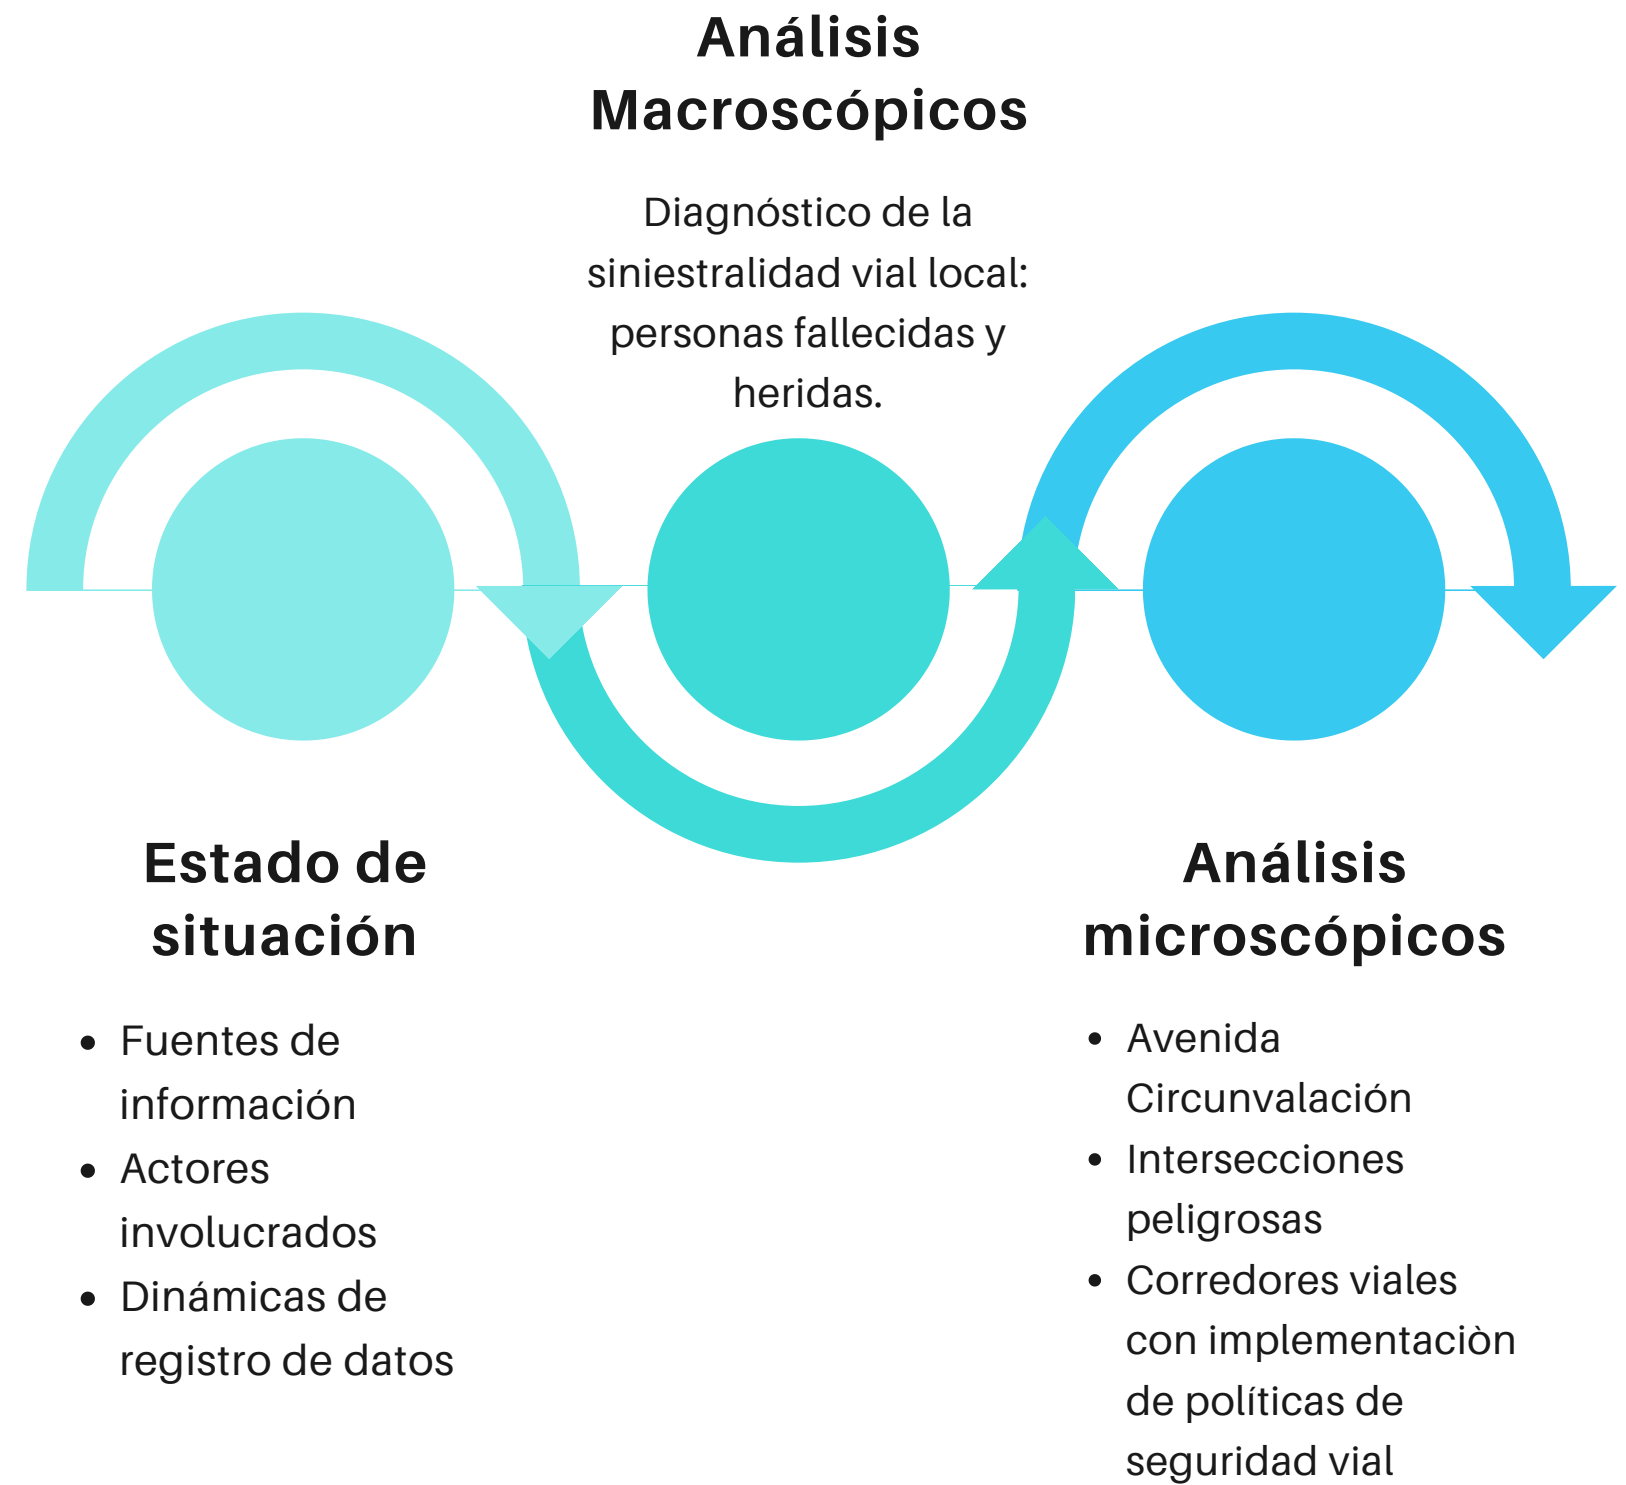 Análisis
Macroscópicos
Diagnóstico de la
siniestralidad vial local:
personas fallecidas y
heridas.
Estado de
situación
• Fuentes de
información
• Actores
involucrados
• Dinámicas de
registro de datos
Análisis
microscópicos
• Avenida
Circunvalación
• Intersecciones
peligrosas
• Corredores viales
con implementaciòn
de políticas de
seguridad vial